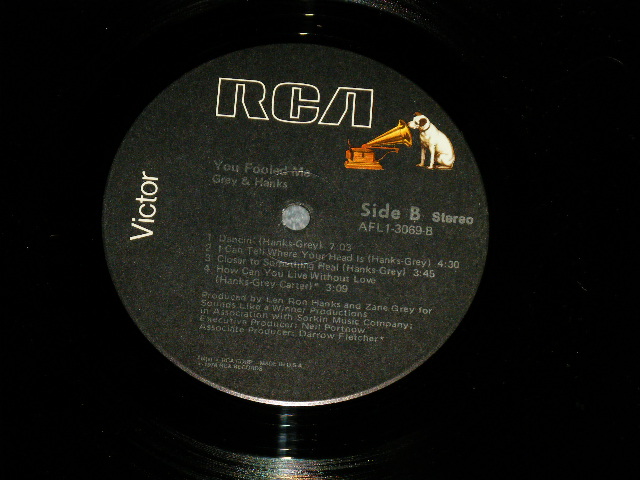 RCA
Victor
You Fooled Me
Grey & Hanks
Side B Stereo
AFL1-3069-B
1 Dancin' (Hanks-Grey) 7:03
2 I Can Tell Where Your Head Is (Hanks-Grey) 4:30
3 Closer to Something Real (Hanks-Grey) 3:45
4 How Can You Live Without Love
(Hanks-Grey Carter)* 3:09
Produced by Len Ron Hanks and Zane Grey for
Sounds Like a Winner Productions
in Association with Sorkin Music Company;
Executive Producer: Neil Portnow
Associate Producer: Darrow Fletcher*
MADE IN U.S.A.
RCA RECORDS